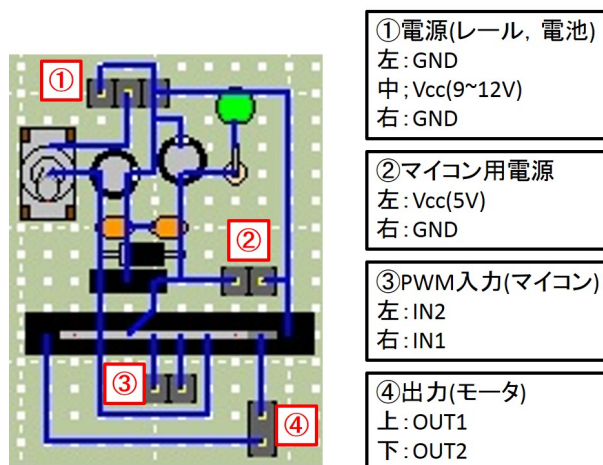 ①
②
③
④
①電源(レール, 電池)
左:GND
中;Vcc(9~12V)
右:GND
②マイコン用電源
左:Vcc(5V)
右:GND
③PWM入力(マイコン)
左:IN2
右:IN1
④出力(モータ)
上:OUT1
下:OUT2